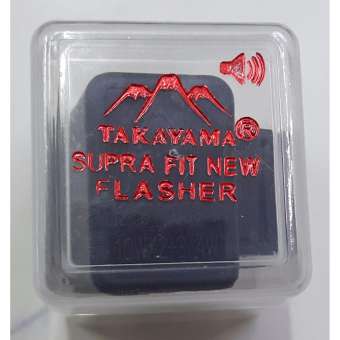 TAKAYAMA®
SUPRA FIT NEW
FLASHER